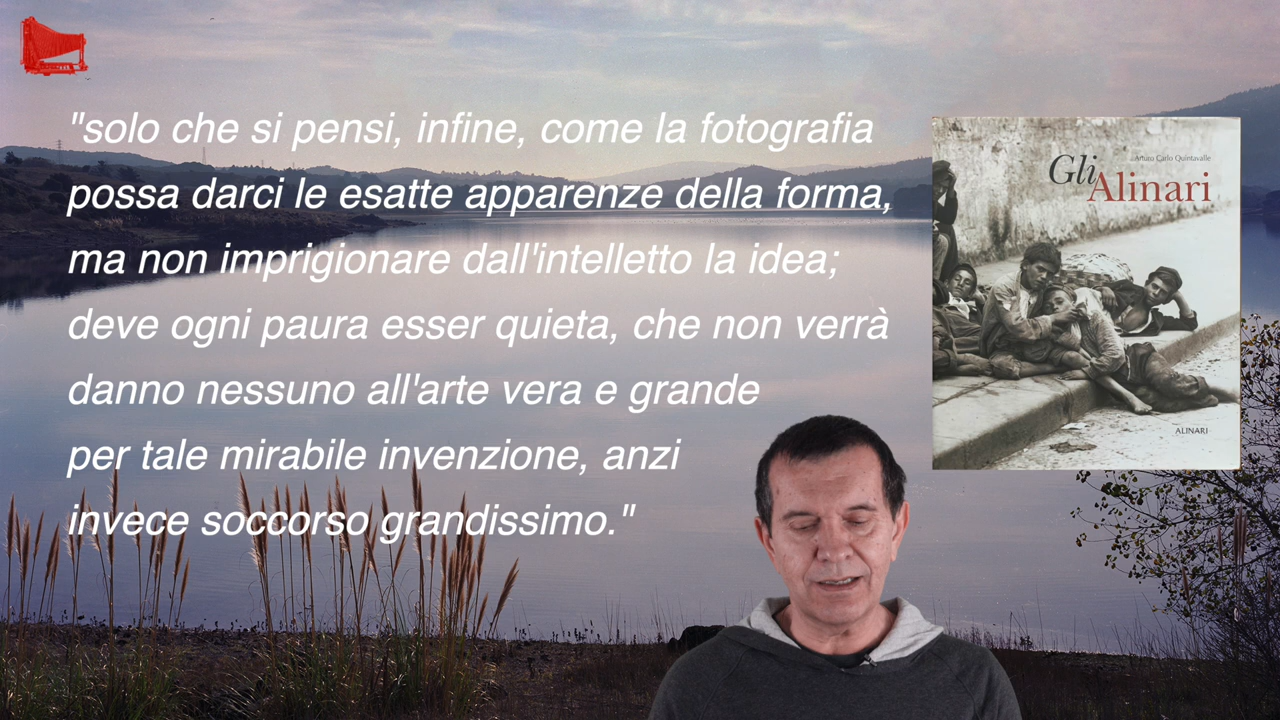 "solo che si pensi, infine, come la fotografia
possa darci le esatte apparenze della forma,
ma non imprigionare dall'intelletto la idea;
deve ogni paura esser quieta, che non verrà
danno nessuno all'arte vera e grande
per tale mirabile invenzione, anzi
invece soccorso grandissimo."
Arturo Carlo Quintavalle
Gli
Alinari
ALINARI